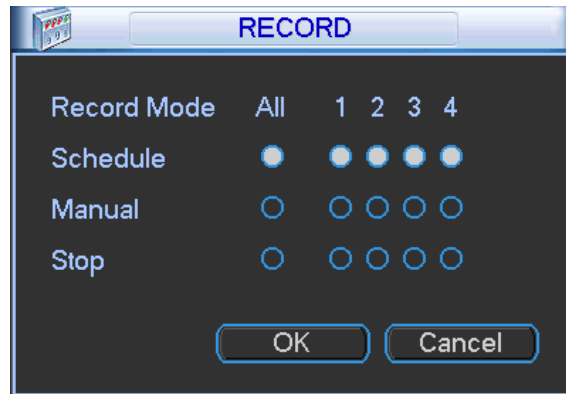 RECORD
Record Mode All 1 2 3 4
Schedule
Manual
Stop
OK Cancel